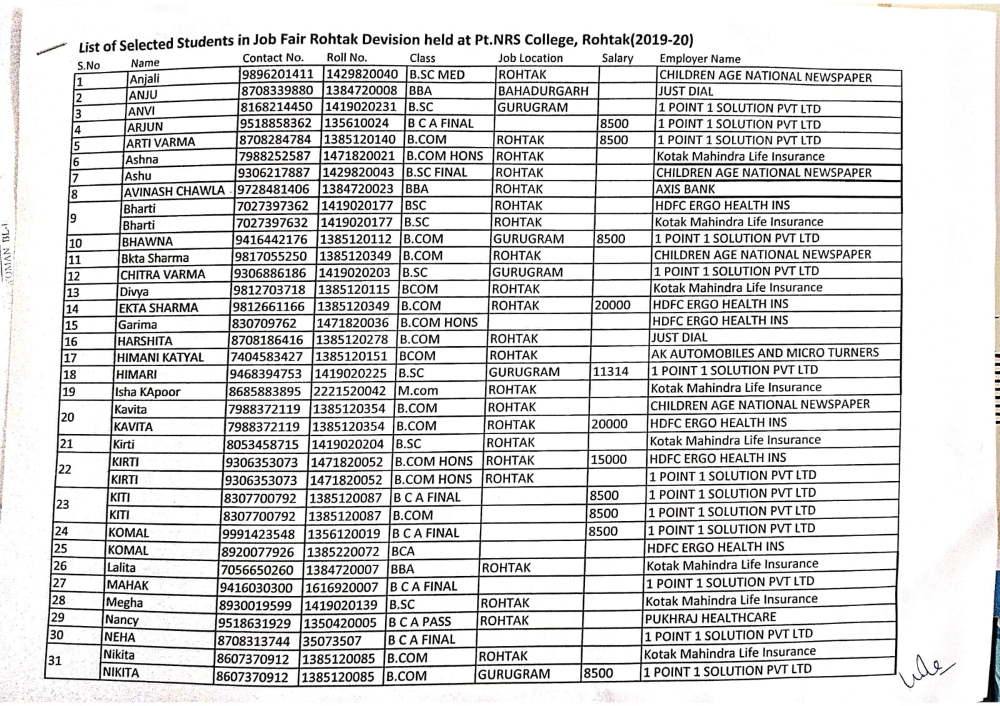 List of Selected Students in Job Fair Rohtak Devision held at Pt.NRS College, Rohtak(2019-20)
S.No Name Contact No. Roll No. Class Job Location Salary Employer Name
1 Anjali 9896201411 1429820040 B.SC MED ROHTAK CHILDREN AGE NATIONAL NEWSPAPER
2 ANJU 8708339880 1384720008 BBA BAHADURGARH JUST DIAL
3 ANVI 8168214450 1419020231 B.SC GURUGRAM 1 POINT 1 SOLUTION PVT LTD
4 ARJUN 9518858362 135610024 B C A FINAL 8500 1 POINT 1 SOLUTION PVT LTD
5 ARTI VARMA 8708284784 1385120140 B.COM ROHTAK 8500 1 POINT 1 SOLUTION PVT LTD
6 Ashna 7988252587 1471820021 B.COM HONS ROHTAK Kotak Mahindra Life Insurance
7 Ashu 9306217887 1429820043 B.SC FINAL ROHTAK CHILDREN AGE NATIONAL NEWSPAPER
8 AVINASH CHAWLA 9728481406 1384720023 BBA ROHTAK AXIS BANK
9 Bharti 7027397362 1419020177 BSC ROHTAK HDFC ERGO HEALTH INS
Bharti 7027397632 1419020177 B.SC ROHTAK Kotak Mahindra Life Insurance
10 BHAWNA 9416442176 1385120112 B.COM GURUGRAM 8500 1 POINT 1 SOLUTION PVT LTD
11 Bkta Sharma 9817055250 1385120349 B.COM ROHTAK CHILDREN AGE NATIONAL NEWSPAPER
12 CHITRA VARMA 9306886186 1419020203 B.SC GURUGRAM 1 POINT 1 SOLUTION PVT LTD
13 Divya 9812703718 1385120115 BCOM ROHTAK Kotak Mahindra Life Insurance
14 EKTA SHARMA 9812661166 1385120349 B.COM ROHTAK 20000 HDFC ERGO HEALTH INS
15 Garima 830709762 1471820036 B.COM HONS HDFC ERGO HEALTH INS
16 HARSHITA 8708186416 1385120278 B.COM ROHTAK JUST DIAL
17 HIMANI KATYAL 7404583427 1385120151 BCOM ROHTAK AK AUTOMOBILES AND MICRO TURNERS
18 HIMARI 9468394753 1419020225 B.SC GURUGRAM 11314 1 POINT 1 SOLUTION PVT LTD
19 Isha KApoor 8685883895 2221520042 M.com ROHTAK Kotak Mahindra Life Insurance
20 Kavita 7988372119 1385120354 B.COM ROHTAK CHILDREN AGE NATIONAL NEWSPAPER
KAVITA 7988372119 1385120354 B.COM ROHTAK 20000 HDFC ERGO HEALTH INS
21 Kirti 8053458715 1419020204 B.SC ROHTAK Kotak Mahindra Life Insurance
22 KIRTI 9306353073 1471820052 B.COM HONS ROHTAK 15000 HDFC ERGO HEALTH INS
KIRTI 9306353073 1471820052 B.COM HONS ROHTAK 1 POINT 1 SOLUTION PVT LTD
23 KITI 8307700792 1385120087 B C A FINAL 8500 1 POINT 1 SOLUTION PVT LTD
KITI 8307700792 1385120087 B.COM 8500 1 POINT 1 SOLUTION PVT LTD
24 KOMAL 9991423548 1356120019 B C A FINAL 8500 1 POINT 1 SOLUTION PVT LTD
25 KOMAL 8920077926 1385220072 BCA HDFC ERGO HEALTH INS
26 Lalita 7056650260 1384720007 BBA ROHTAK Kotak Mahindra Life Insurance
27 MAHAK 9416030300 1616920007 B C A FINAL 1 POINT 1 SOLUTION PVT LTD
28 Megha 8930019599 1419020139 B.SC ROHTAK Kotak Mahindra Life Insurance
29 Nancy 9518631929 1350420005 B C A PASS ROHTAK PUKHRAJ HEALTHCARE
30 NEHA 8708313744 35073507 B C A FINAL 1 POINT 1 SOLUTION PVT LTD
31 Nikita 8607370912 1385120085 B.COM ROHTAK Kotak Mahindra Life Insurance
NIKITA 8607370912 1385120085 B.COM GURUGRAM 8500 1 POINT 1 SOLUTION PVT LTD